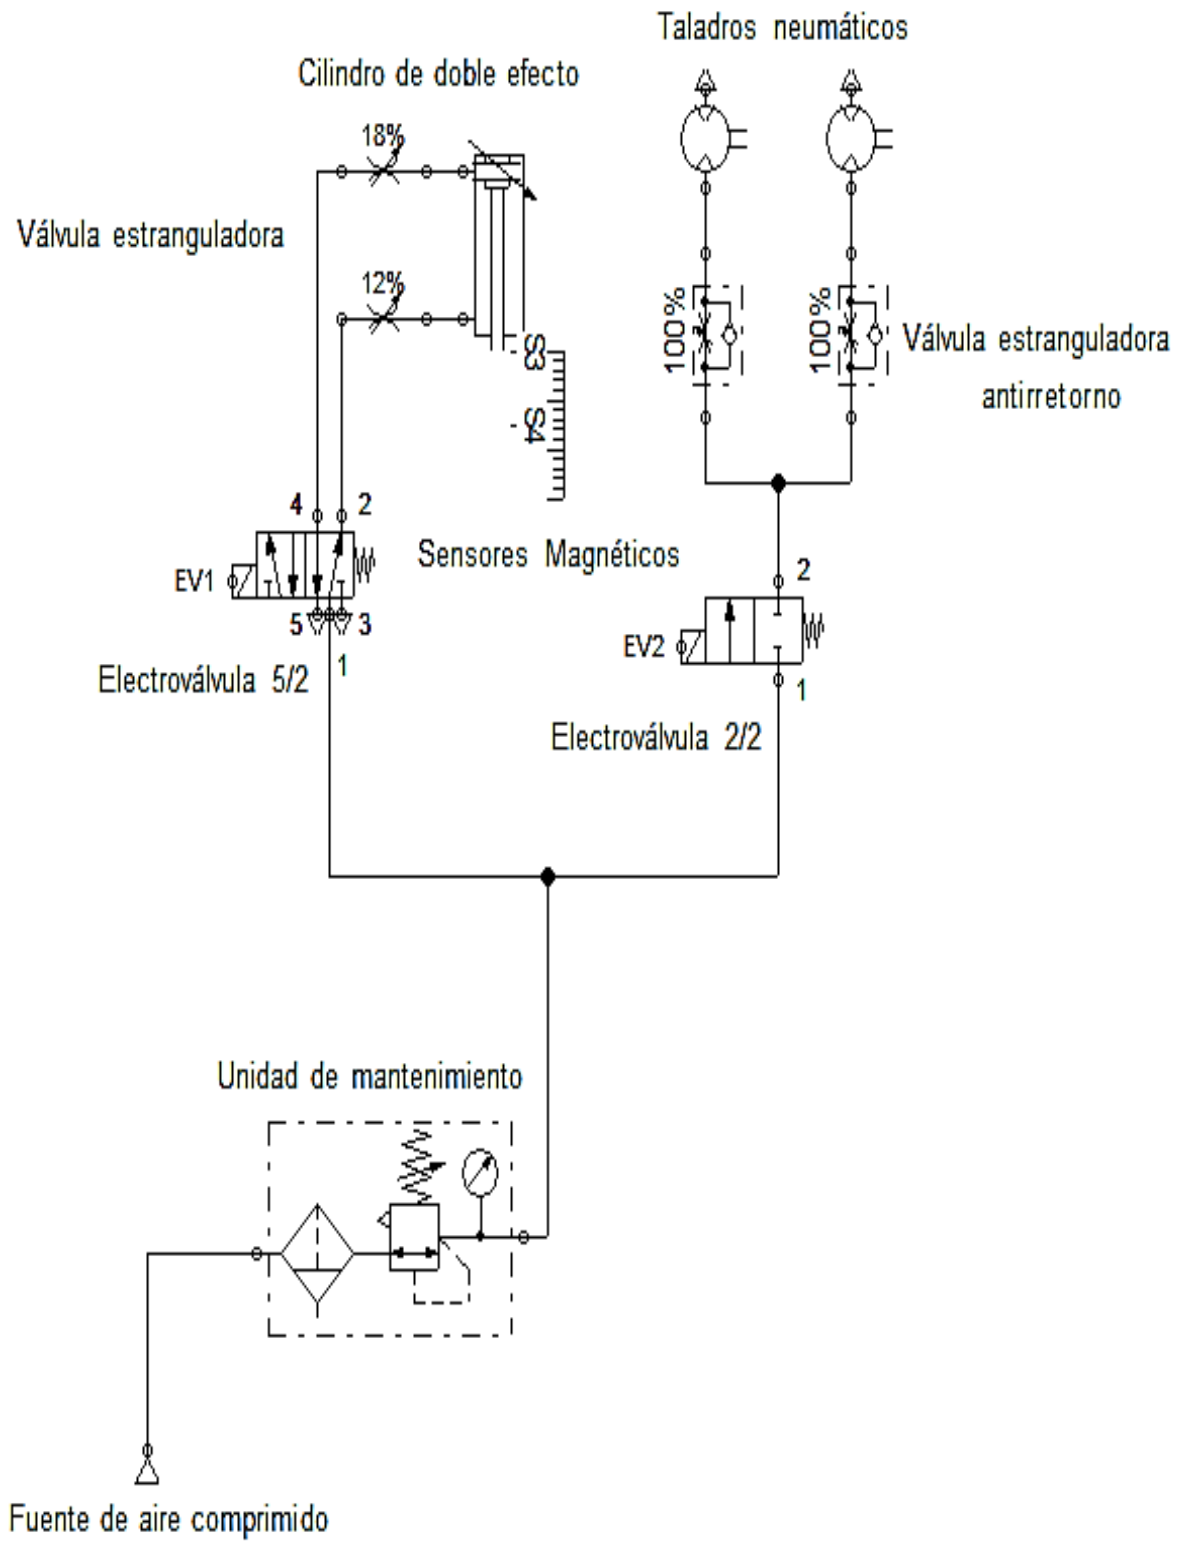 Taladros neumáticos
Cilindro de doble efecto
18%
Válvula estranguladora
12%
100%
100%
Válvula estranguladora
antirretorno
S3
S4
4
2
Sensores Magnéticos
EV1
5
3
1
Electroválvula 5/2
2
EV2
1
Electroválvula 2/2
Unidad de mantenimiento
Fuente de aire comprimido